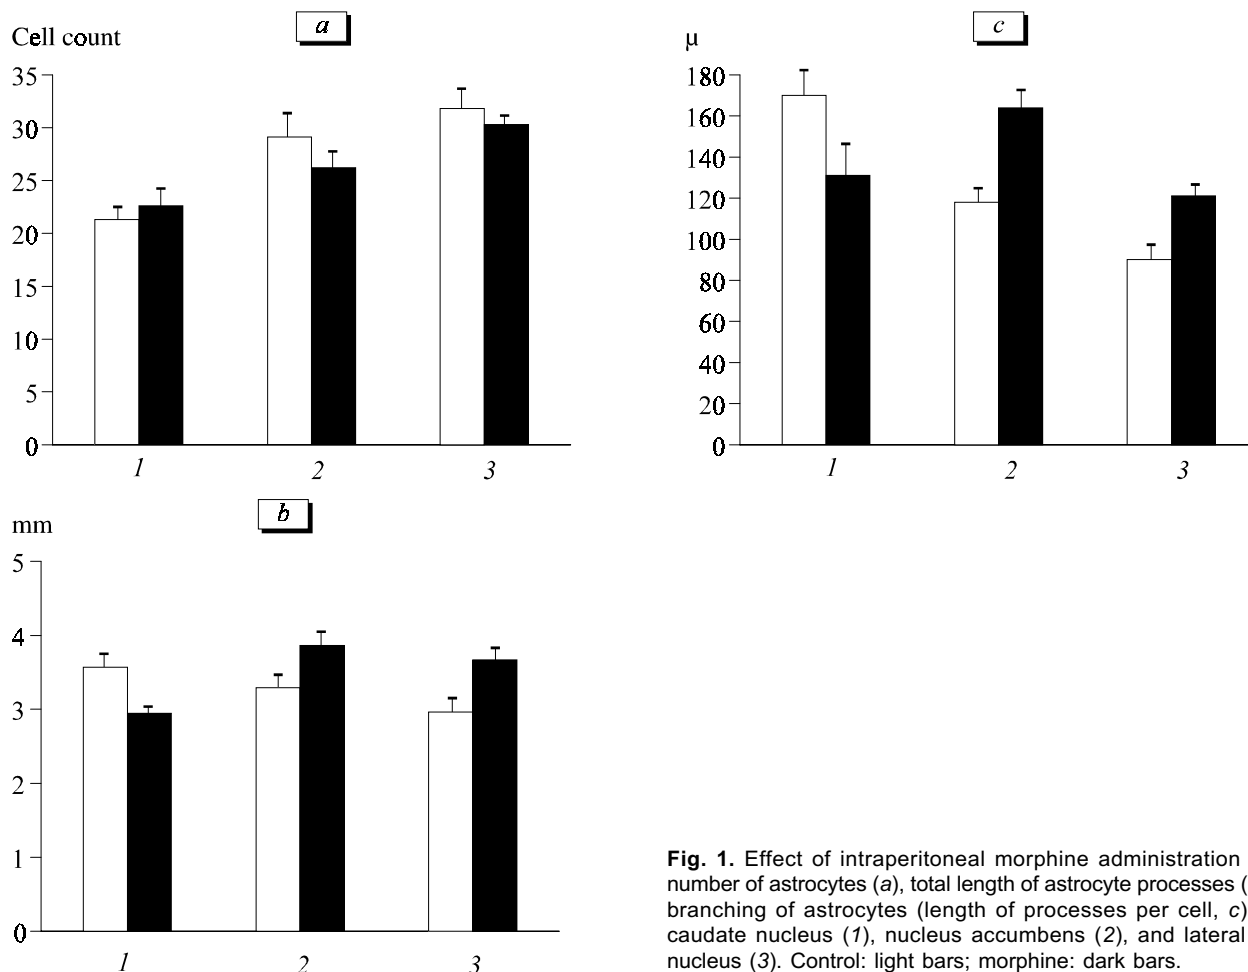 Cell count
a
35
30
25
20
15
10
5
0
1 2 3
μ
c
180
160
140
120
100
80
60
40
20
0
1 2 3
mm
b
5
4
3
2
1
0
1 2 3
Fig. 1. Effect of intraperitoneal morphine administration
number of astrocytes (a), total length of astrocyte processes (
branching of astrocytes (length of processes per cell, c)
caudate nucleus (1), nucleus accumbens (2), and lateral
nucleus (3). Control: light bars; morphine: dark bars.